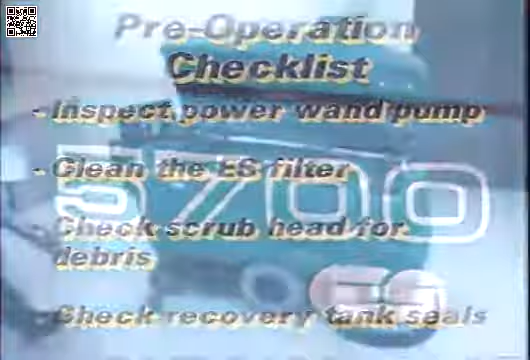 Pre-Operation
Checklist
- Inspect power wand pump
- Clean the ES filter
5700
- Check scrub head for
debris
ES
- Check recovery tank seals